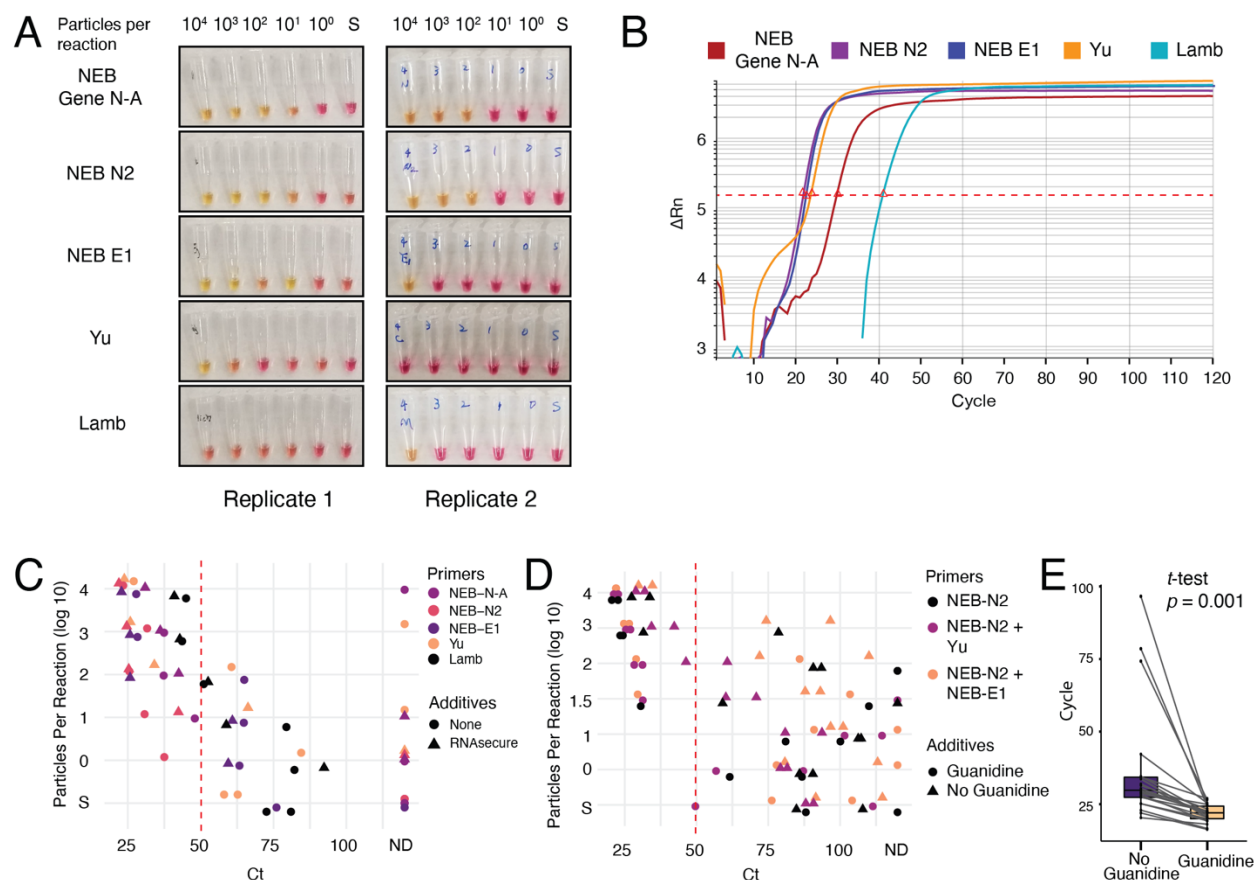 A
Particles per
reaction
10⁴ 10³ 10² 10¹ 10⁰ S
10⁴ 10³ 10² 10¹ 10⁰ S
NEB
Gene N-A
4 3 2 1 0 S
N
NEB N2
4 3 2 1 0 S
NEB E1
4 3 2 1 0 S
E1
Yu
4 3 2 1 0 S
C
Lamb
4 3 2 1 0 S
M
Replicate 1
Replicate 2
B
NEB
Gene N-A
NEB N2
NEB E1
Yu
Lamb
6
5
4
3
ΔRn
10 20 30 40 50 60 70 80 90 100 110 120
Cycle
C
Particles Per Reaction (log 10)
4
3
2
1
0
S
25 50 75 100 ND
Ct
Primers
NEB-N-A
NEB-N2
NEB-E1
Yu
Lamb
Additives
None
RNAsecure
D
Particles Per Reaction (log 10)
4
3
2
1.5
1
0
S
25 50 75 100 ND
Ct
Primers
NEB-N2
NEB-N2 +
Yu
NEB-N2 +
NEB-E1
Additives
Guanidine
No Guanidine
E
t-test
p = 0.001
100
75
50
25
Cycle
No
Guanidine
Guanidine